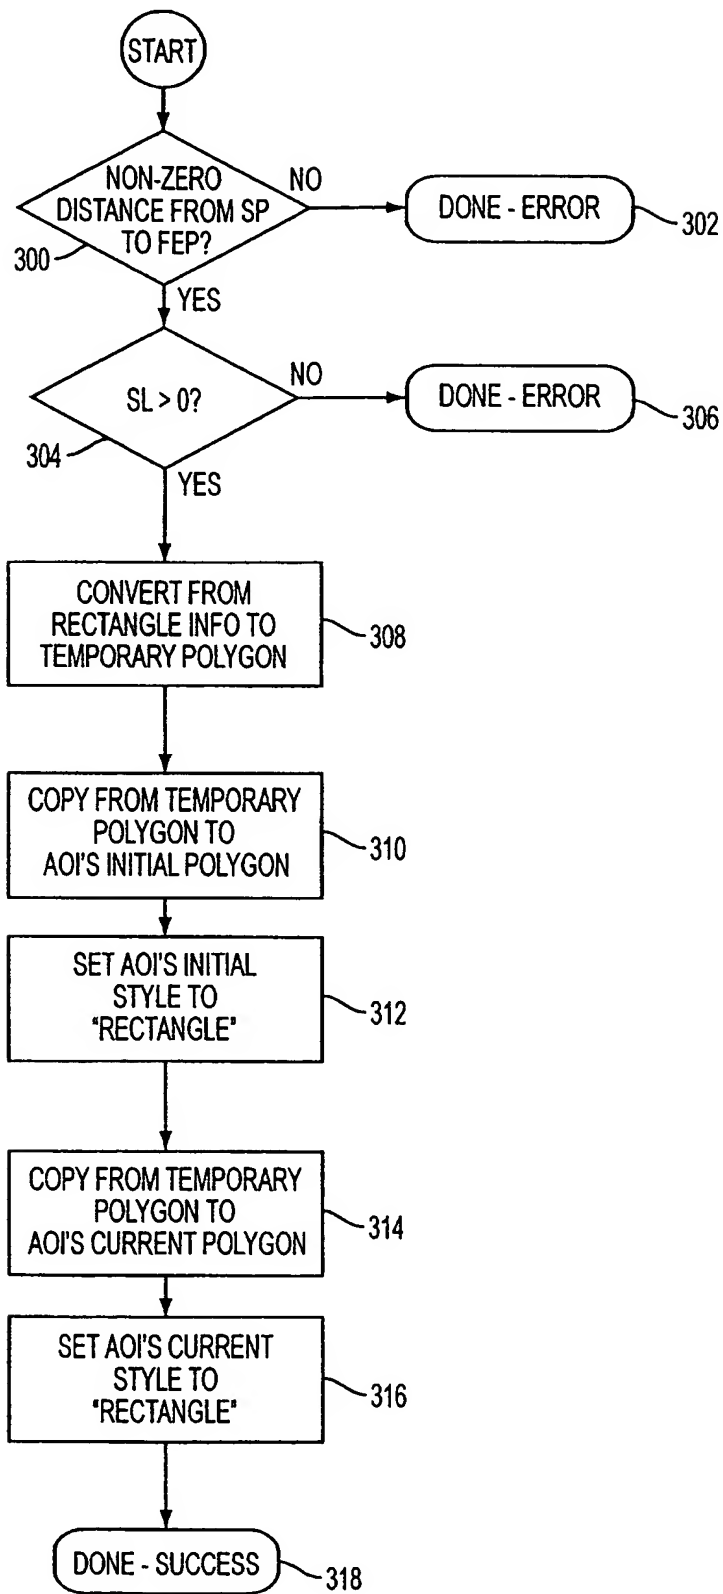 START
NON-ZERO
DISTANCE FROM SP
TO FEP?
NO
300
DONE - ERROR
302
YES
SL > 0?
NO
304
DONE - ERROR
306
YES
CONVERT FROM
RECTANGLE INFO TO
TEMPORARY POLYGON
308
COPY FROM TEMPORARY
POLYGON TO
AOI'S INITIAL POLYGON
310
SET AOI'S INITIAL
STYLE TO
"RECTANGLE"
312
COPY FROM TEMPORARY
POLYGON TO
AOI'S CURRENT POLYGON
314
SET AOI'S CURRENT
STYLE TO
"RECTANGLE"
316
DONE - SUCCESS
318